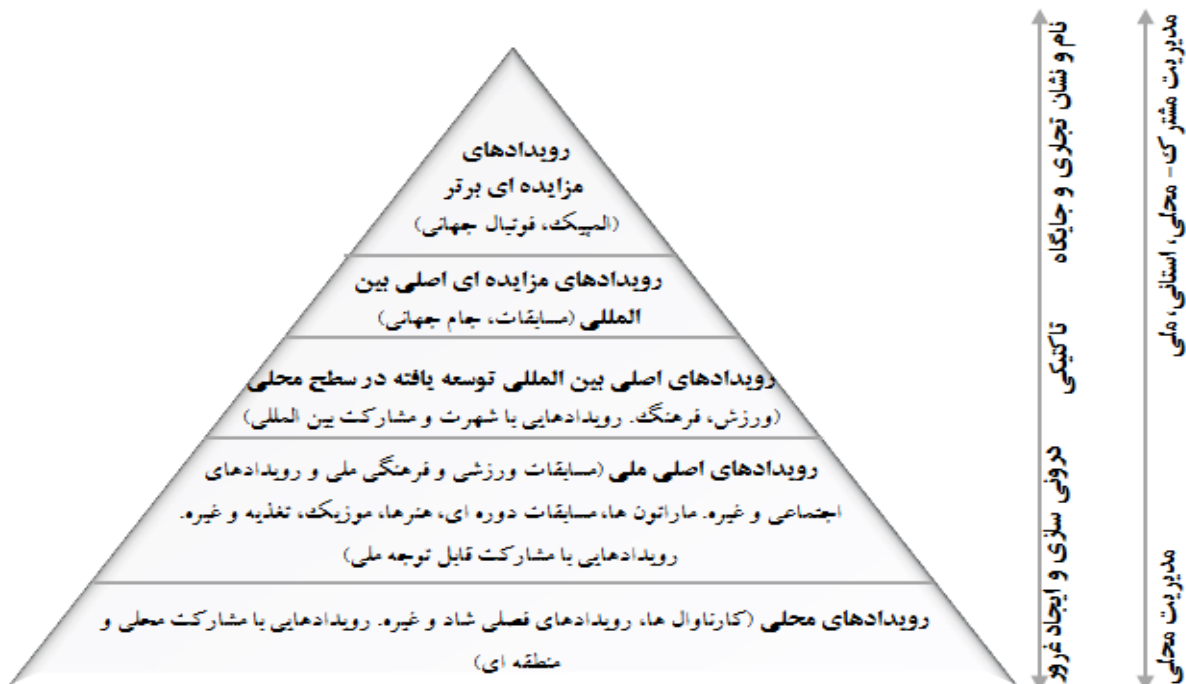 رویدادهای
مزایده ای برتر
(المپیک، فوتبال جهانی)
رویدادهای مزایده ای اصلی بین
المللی (مسابقات، جام جهانی)
رویدادهای اصلی بین المللی توسعه یافته در سطح محلی
(ورزش، فرهنگ. رویدادهایی با شهرت و مشارکت بین المللی)
رویدادهای اصلی ملی (مسابقات ورزشی و فرهنگی ملی و رویدادهای
اجتماعی و غیره. ماراتون ها، مسابقات دوره ای، هنرها، موزیک، تغذیه و غیره.
رویدادهایی با مشارکت قابل توجه ملی)
رویدادهای محلی (کارناوال ها، رویدادهای فصلی شاد و غیره. رویدادهایی با مشارکت محلی و
منطقه ای)
نام و نشان تجاری و جایگاه
تاکتیکی
درونی سازی و ایجاد غرور
مدیریت مشترک- محلی، استانی، ملی
مدیریت محلی